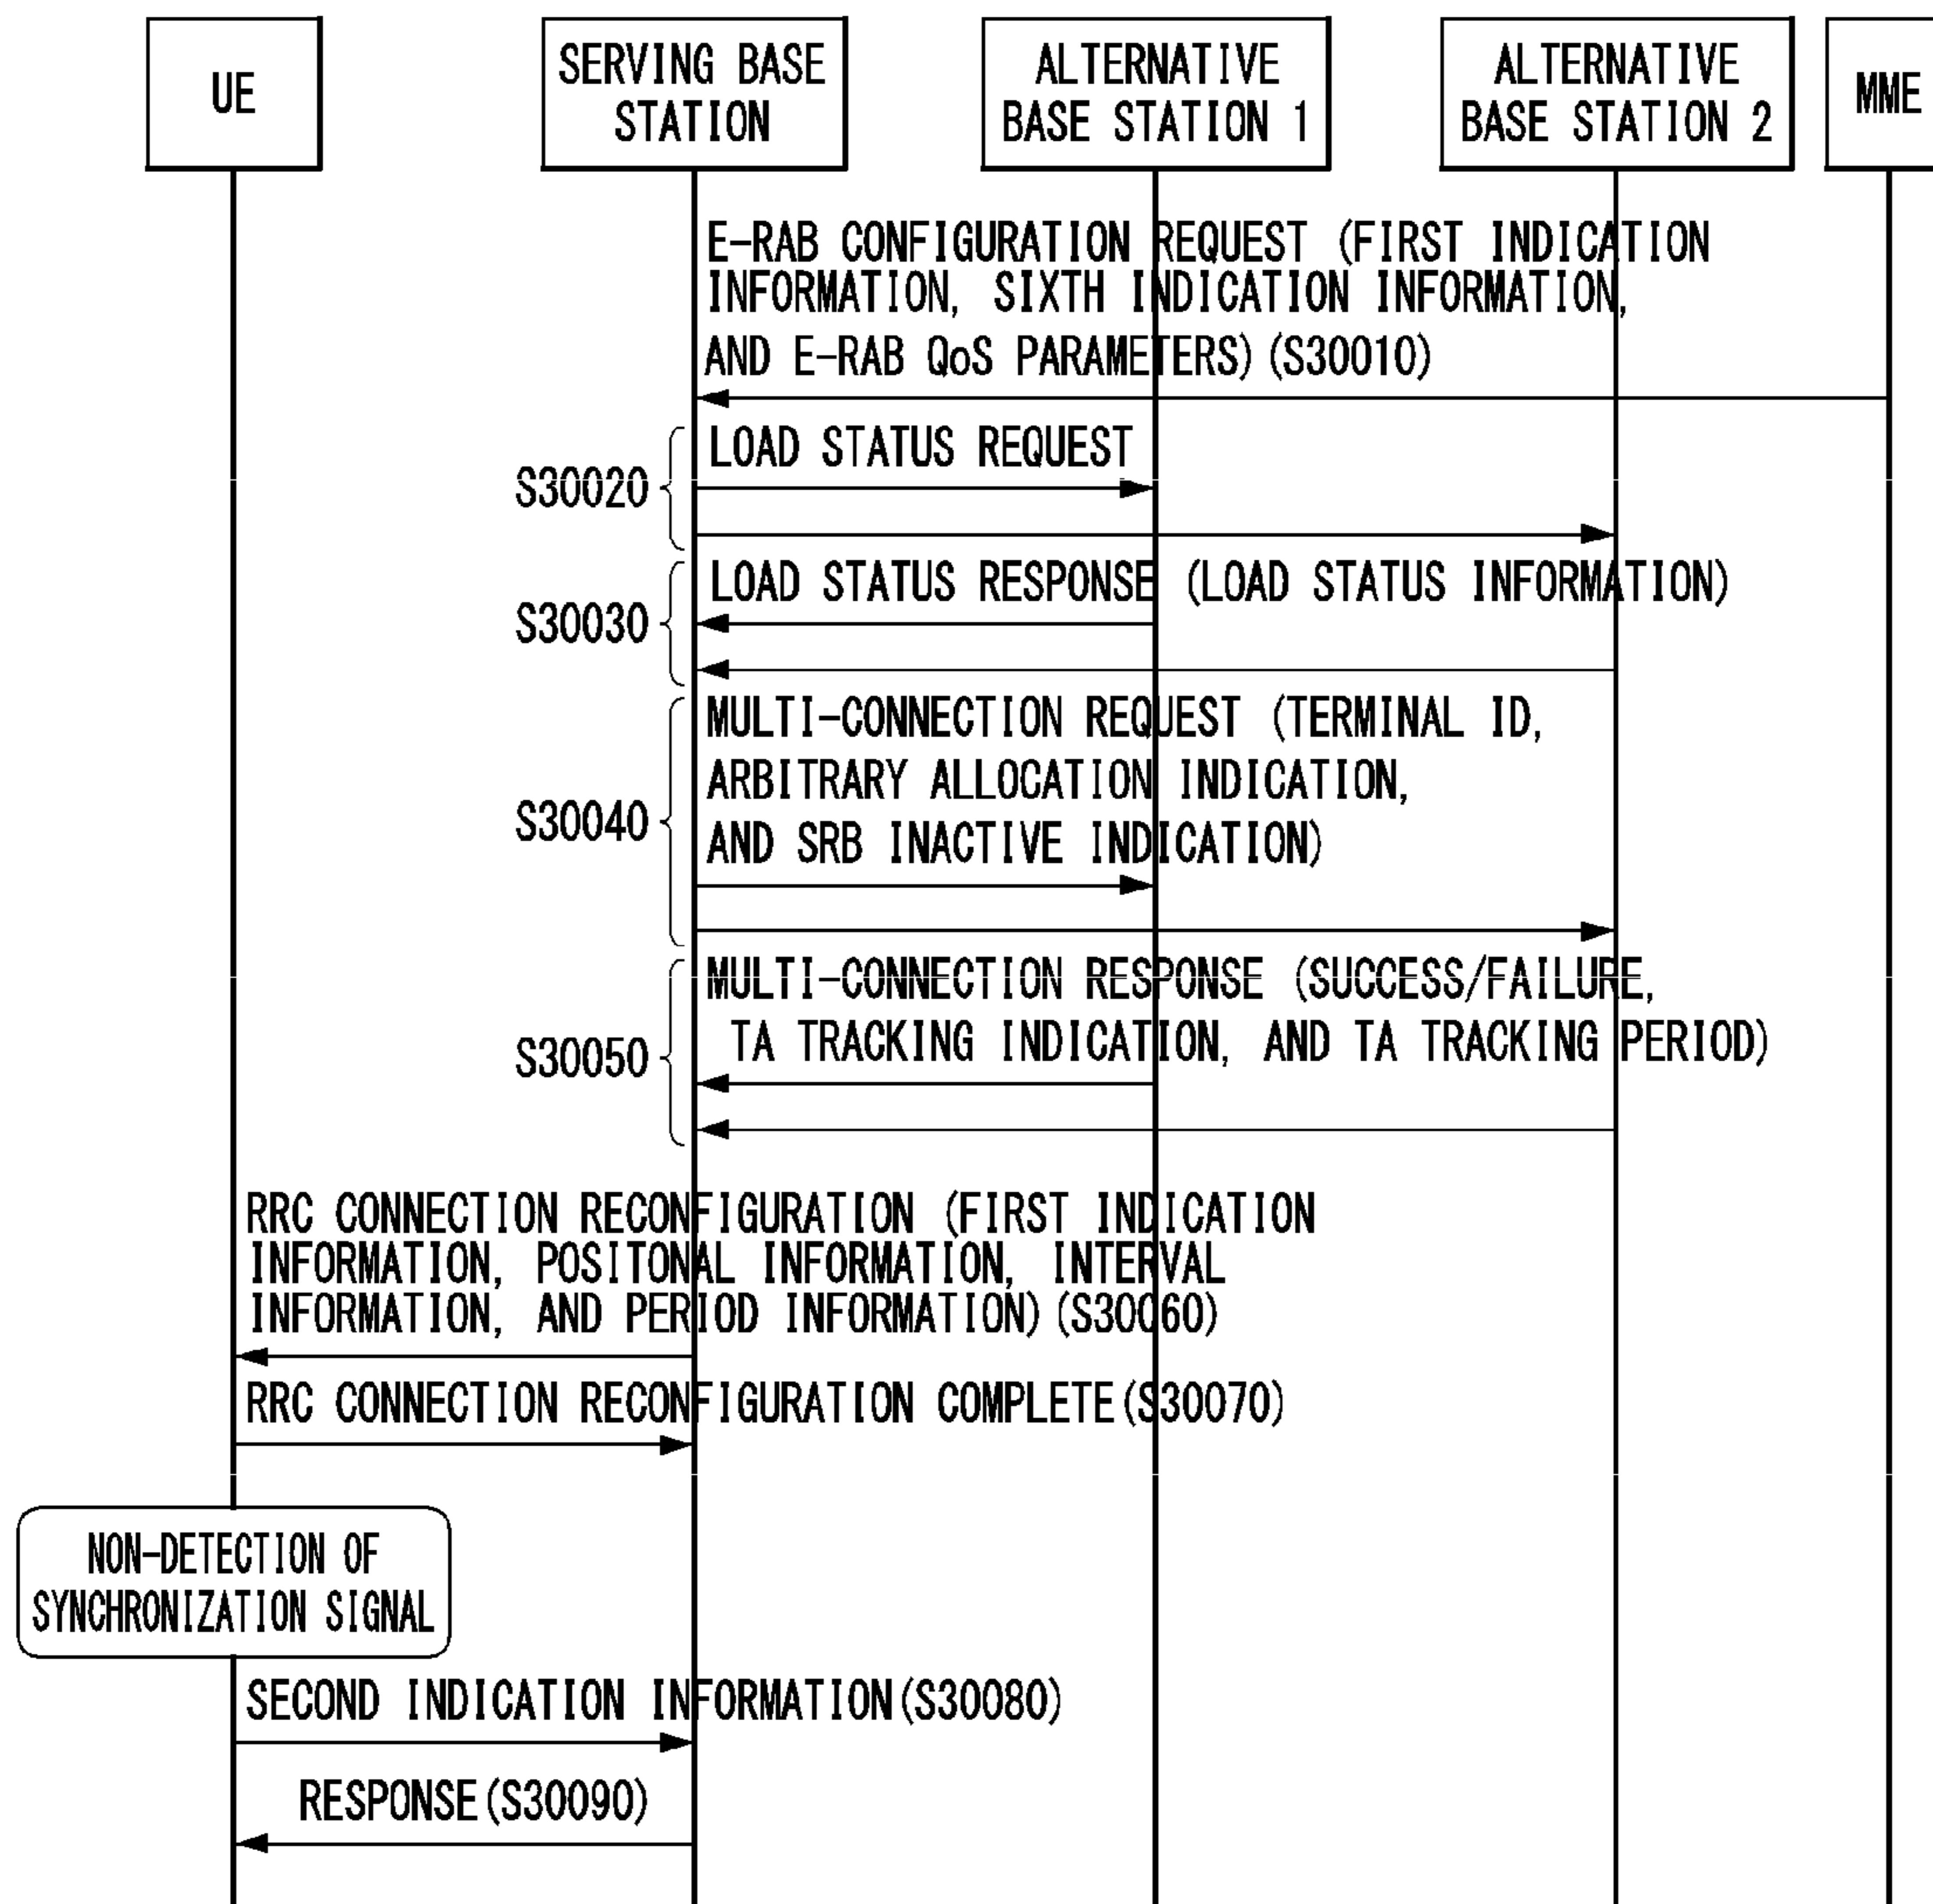 UE
SERVING BASE
STATION
ALTERNATIVE
BASE STATION 1
ALTERNATIVE
BASE STATION 2
MME
E-RAB CONFIGURATION REQUEST (FIRST INDICATION
INFORMATION, SIXTH INDICATION INFORMATION,
AND E-RAB QoS PARAMETERS)(S30010)
LOAD STATUS REQUEST
S30020
LOAD STATUS RESPONSE (LOAD STATUS INFORMATION)
S30030
MULTI-CONNECTION REQUEST (TERMINAL ID,
ARBITRARY ALLOCATION INDICATION,
AND SRB INACTIVE INDICATION)
S30040
MULTI-CONNECTION RESPONSE (SUCCESS/FAILURE,
TA TRACKING INDICATION, AND TA TRACKING PERIOD)
S30050
RRC CONNECTION RECONFIGURATION (FIRST INDICATION
INFORMATION, POSITONAL INFORMATION, INTERVAL
INFORMATION, AND PERIOD INFORMATION)(S30060)
RRC CONNECTION RECONFIGURATION COMPLETE(S30070)
NON-DETECTION OF
SYNCHRONIZATION SIGNAL
SECOND INDICATION INFORMATION(S30080)
RESPONSE(S30090)